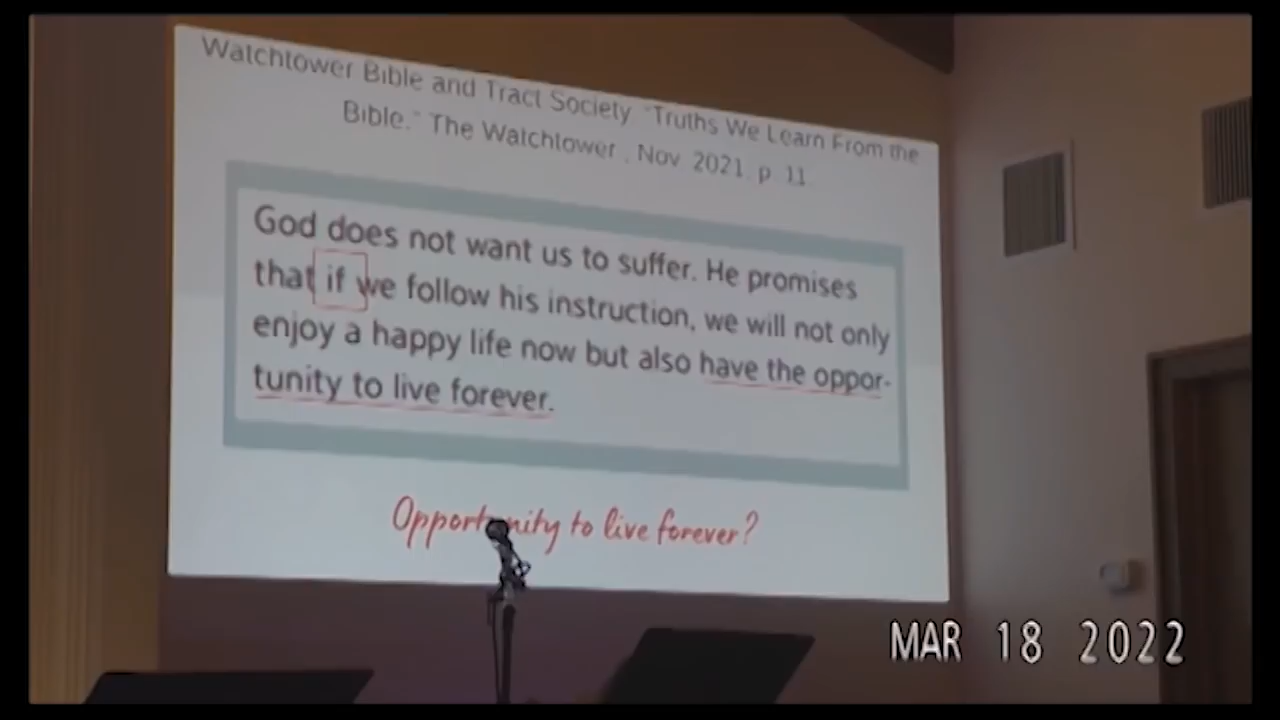 Watchtower Bible and Tract Society. "Truths We Learn From the
Bible." The Watchtower , Nov. 2021, p. 11.
God does not want us to suffer. He promises
that if we follow his instruction, we will not only
enjoy a happy life now but also have the oppor-
tunity to live forever.
Opportunity to live forever?
MAR 18 2022